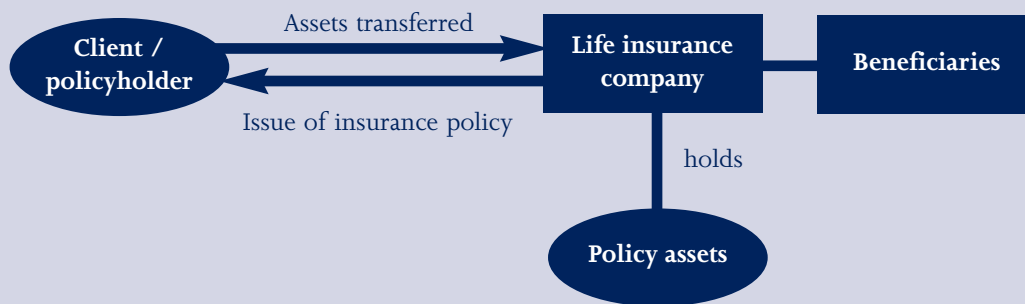 Assets transferred
Client /
policyholder
Life insurance
company
Beneficiaries
Issue of insurance policy
holds
Policy assets